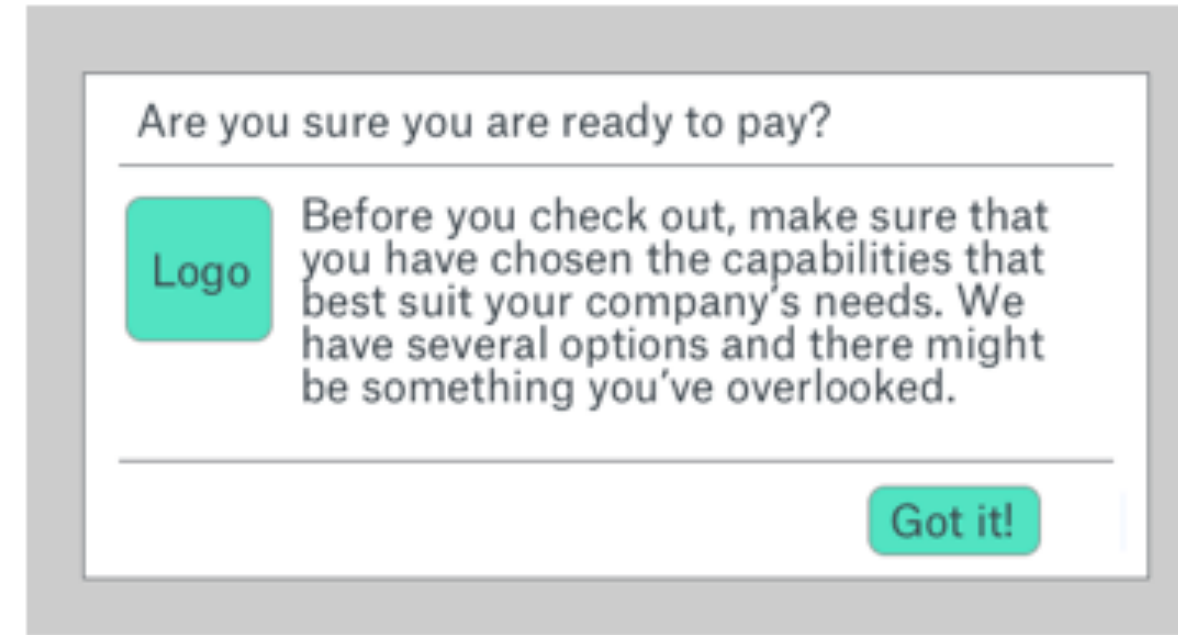 Are you sure you are ready to pay?
Logo
Before you check out, make sure that
you have chosen the capabilities that
best suit your company's needs. We
have several options and there might
be something you've overlooked.
Got it!